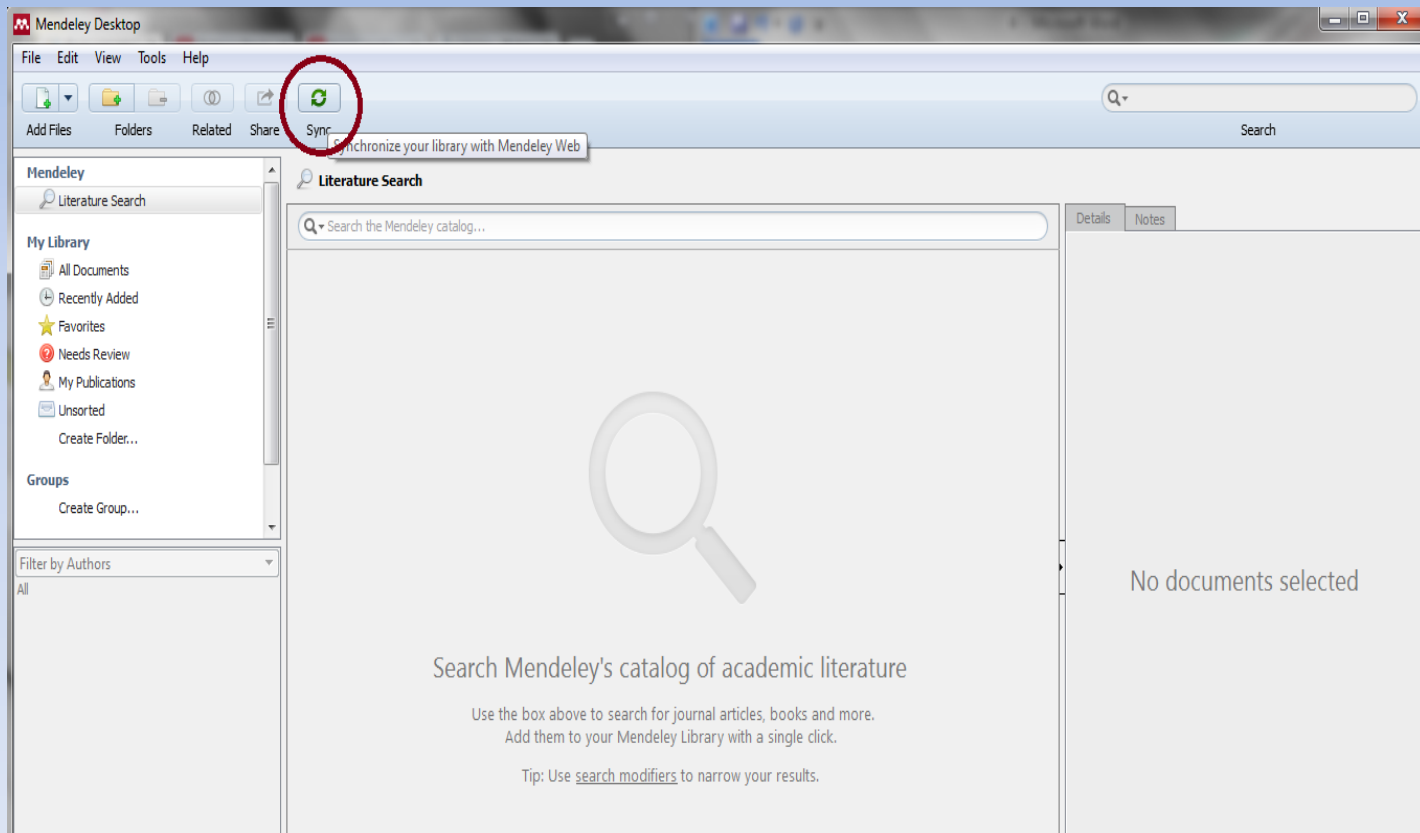 Mendeley Desktop
File Edit View Tools Help
Add Files Folders Related Share Sync Search
Synchronize your library with Mendeley Web
Mendeley
Literature Search
My Library
All Documents
Recently Added
Favorites
Needs Review
My Publications
Unsorted
Create Folder...
Groups
Create Group...
Filter by Authors
All
Literature Search
Search the Mendeley catalog...
Search Mendeley's catalog of academic literature
Use the box above to search for journal articles, books and more.
Add them to your Mendeley Library with a single click.
Tip: Use search modifiers to narrow your results.
Details Notes
No documents selected